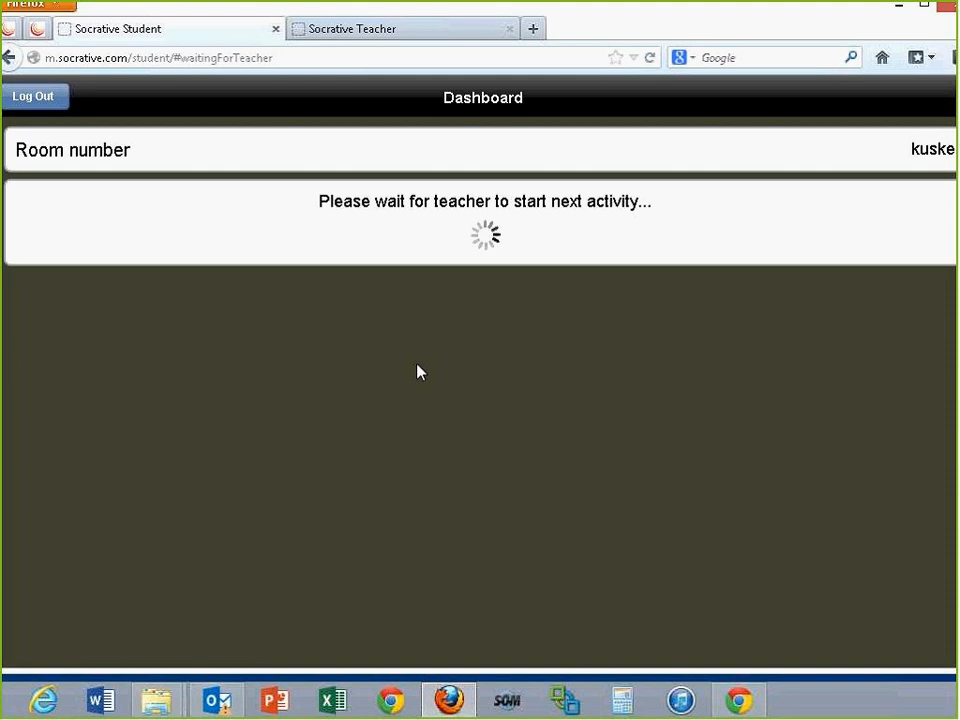 Firefox
Socrative Student
Socrative Teacher
m.socrative.com/student/#waitingForTeacher
Google
Log Out
Dashboard
Room number
kuske
Please wait for teacher to start next activity...
SOM